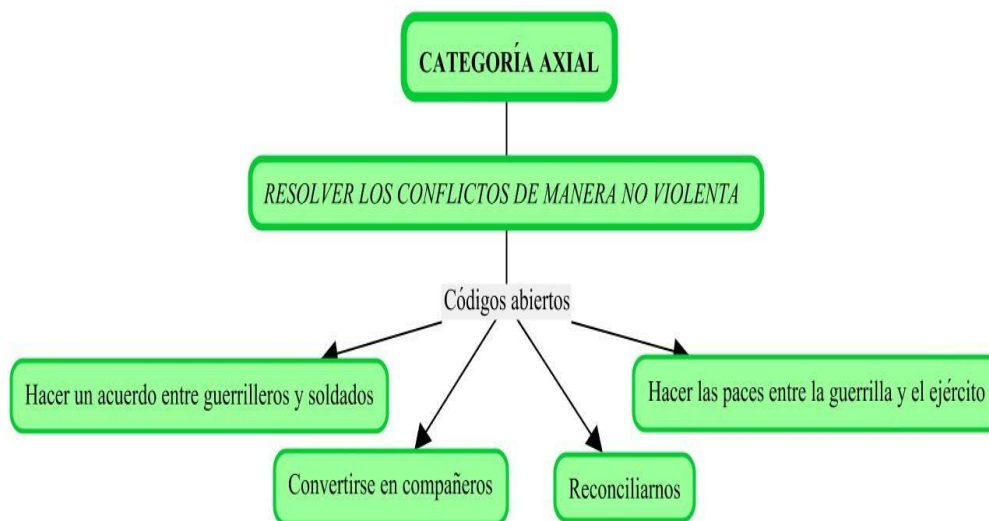 CATEGORÍA AXIAL
RESOLVER LOS CONFLICTOS DE MANERA NO VIOLENTA
Códigos abiertos
Hacer un acuerdo entre guerrilleros y soldados
Hacer las paces entre la guerrilla y el ejército
Convertirse en compañeros
Reconciliarnos